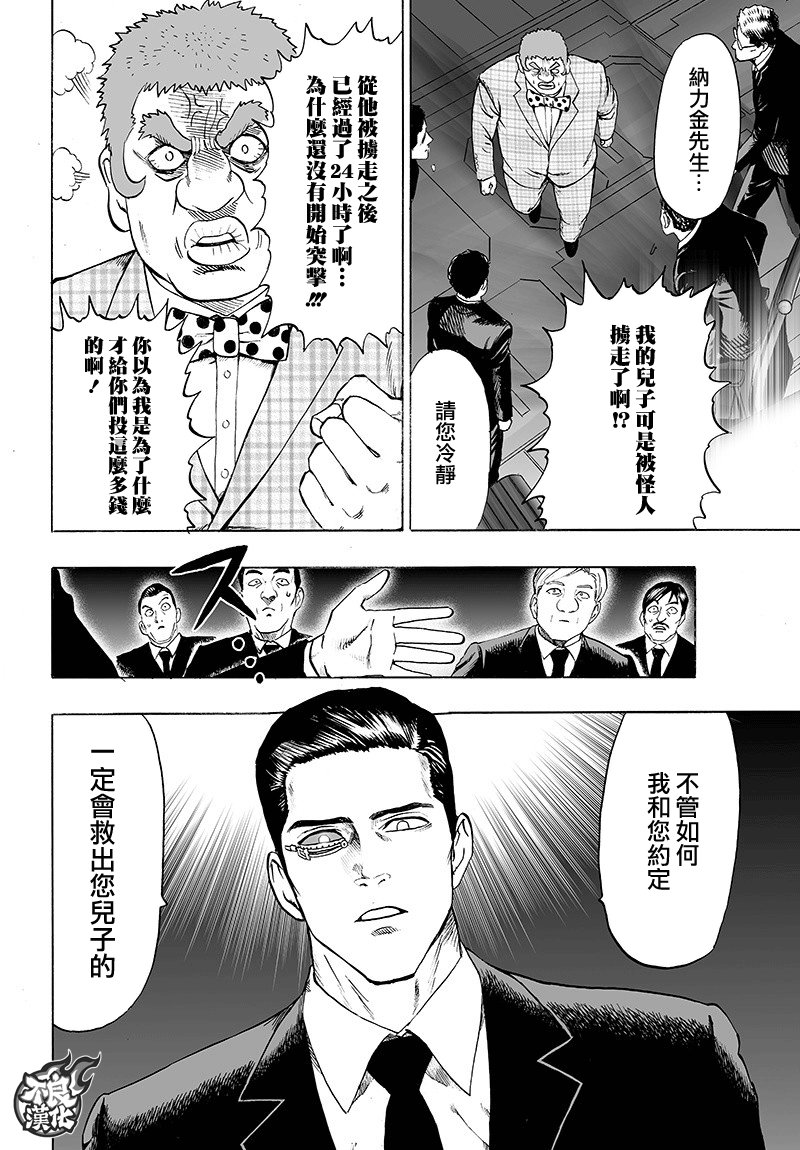 納力金先生…
我的兒子可是被怪人
擄走了啊!?
請您冷靜
從他被擄走之後
已經過了24小時了啊…
為什麼還沒有開始突擊!!!
你以為我是為了什麼
才給你們投這麼多錢
的啊！
ス
不管如何
我和您約定
一定會救出您兒子的
漢化